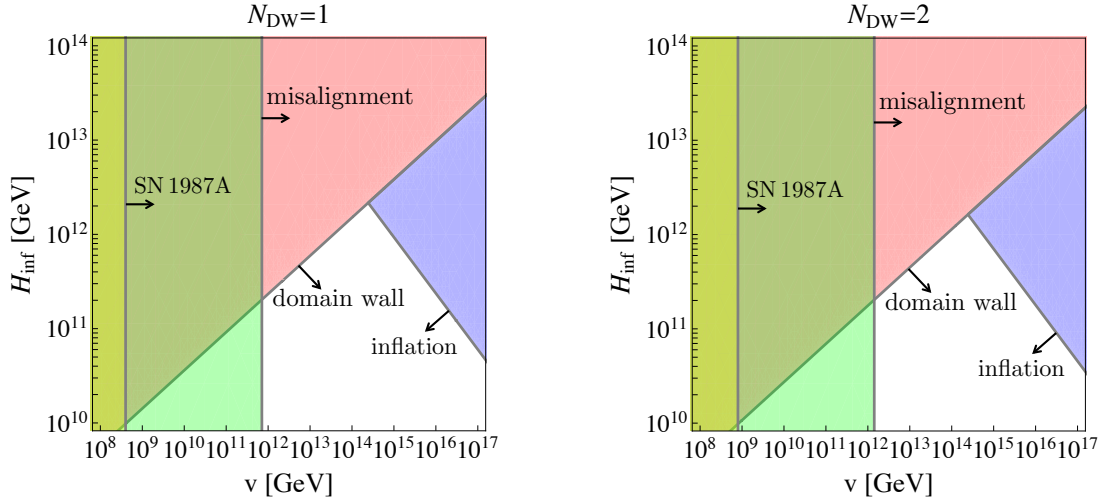 N_DW=1
10^14
10^13
10^12
10^11
10^10
H_inf [GeV]
misalignment
SN 1987A
domain wall
inflation
10^8 10^9 10^10 10^11 10^12 10^13 10^14 10^15 10^16 10^17
v [GeV]
N_DW=2
10^14
10^13
10^12
10^11
10^10
H_inf [GeV]
misalignment
SN 1987A
domain wall
inflation
10^8 10^9 10^10 10^11 10^12 10^13 10^14 10^15 10^16 10^17
v [GeV]